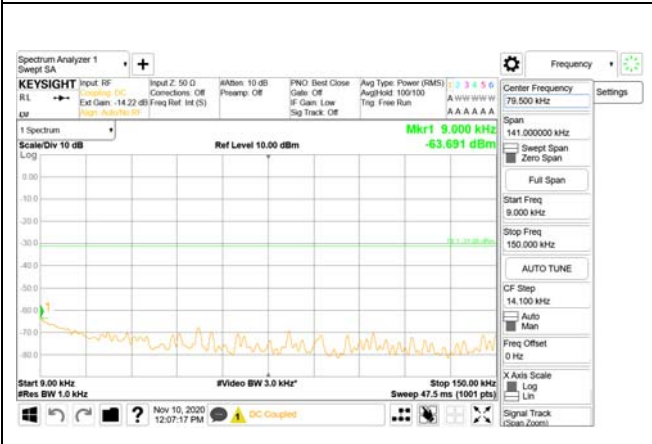 Spectrum Analyzer 1
Swept SA
Frequency
KEYSIGHT
RL
Input: RF
Coupling: DC
Ext Gain: -14.22 dB
Align: Auto/No RF
Input Z: 50 Ω
Corrections: Off
Freq Ref: Int (S)
#Atten: 10 dB
Preamp: Off
PNO: Best Close
Gate: Off
IF Gain: Low
Sig Track: Off
Avg Type: Power (RMS)
Avg|Hold: 100/100
Trig: Free Run
1 2 3 4 5 6
A W W W W W
A A A A A A
1 Spectrum
Scale/Div 10 dB
Ref Level 10.00 dBm
Mkr1 9.000 kHz
-63.691 dBm
Log
0.00
-10.0
-20.0
-30.0
-40.0
-50.0
-60.0
-70.0
-80.0
1
Start 9.00 kHz
#Video BW 3.0 kHz*
Stop 150.00 kHz
#Res BW 1.0 kHz
Sweep 47.5 ms (1001 pts)
?
Nov 10, 2020
12:07:17 PM
DC Coupled
Center Frequency
79.500 kHz
Settings
Span
141.000000 kHz
Swept Span
Zero Span
Full Span
Start Freq
9.000 kHz
Stop Freq
150.000 kHz
AUTO TUNE
CF Step
14.100 kHz
Auto
Man
Freq Offset
0 Hz
X Axis Scale
Log
Lin
Signal Track
(Span Zoom)